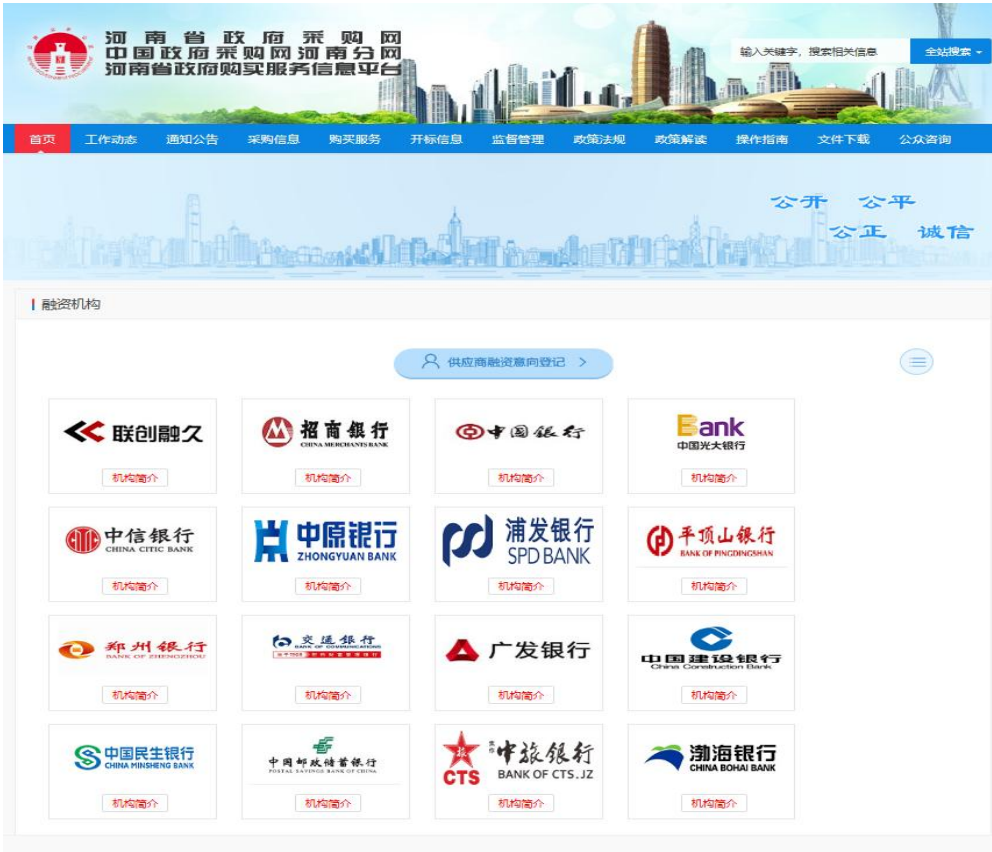 河南省政府采购网
中国政府采购网河南分网
河南省政府购买服务信息平台
输入关键字，搜索相关信息 全站搜索
首页 工作动态 通知公告 采购信息 购买服务 开标信息 监督管理 政策法规 政策解读 操作指南 文件下载 公众咨询
公开 公平
公正 诚信
融资机构
供应商融资意向登记 >
联创融久
机构简介
招商银行
CHINA MERCHANTS BANK
机构简介
中国银行
机构简介
Bank
中国光大银行
机构简介
中信银行
CHINA CITIC BANK
机构简介
中原银行
ZHONGYUAN BANK
机构简介
浦发银行
SPD BANK
机构简介
平顶山银行
BANK OF PINGDINGSHAN
机构简介
郑州银行
BANK OF ZHENGZHOU
机构简介
交通银行
BANK OF COMMUNICATIONS
机构简介
广发银行
机构简介
中国建设银行
China Construction Bank
机构简介
中国民生银行
CHINA MINSHENG BANK
机构简介
中国邮政储蓄银行
POSTAL SAVINGS BANK OF CHINA
机构简介
CTS
焦作中旅银行
BANK OF CTS.JZ
机构简介
渤海银行
CHINA BOHAI BANK
机构简介